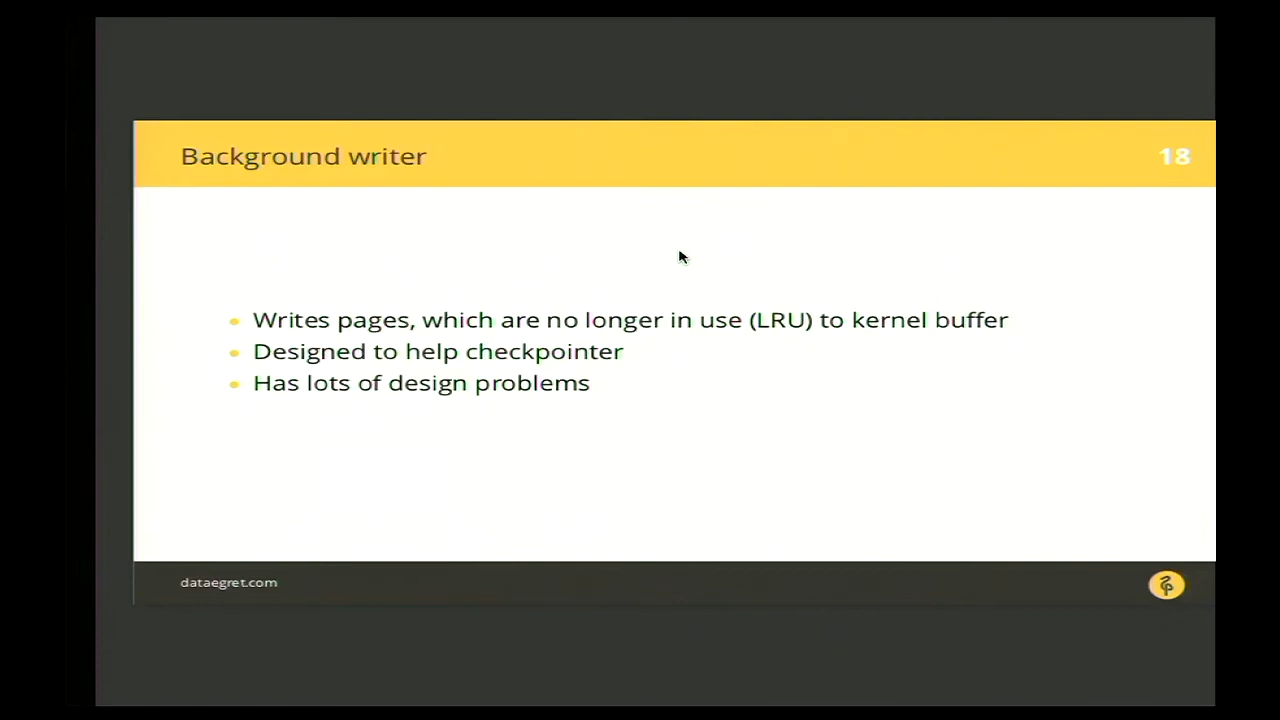 Background writer
18
Writes pages, which are no longer in use (LRU) to kernel buffer
Designed to help checkpointer
Has lots of design problems
dataegret.com